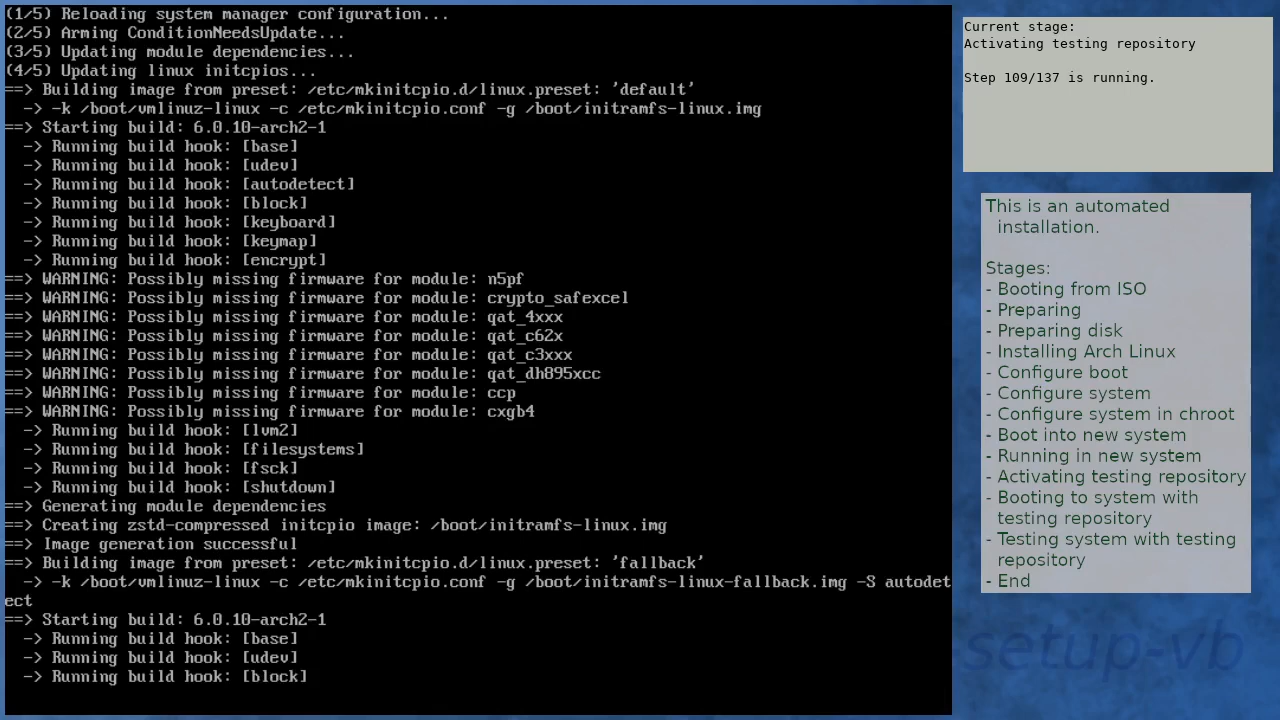 (1/5) Reloading system manager configuration...
(2/5) Arming ConditionNeedsUpdate...
(3/5) Updating module dependencies...
(4/5) Updating linux initcpios...
==> Building image from preset: /etc/mkinitcpio.d/linux.preset: 'default'
  -> -k /boot/vmlinuz-linux -c /etc/mkinitcpio.conf -g /boot/initramfs-linux.img
==> Starting build: 6.0.10-arch2-1
  -> Running build hook: [base]
  -> Running build hook: [udev]
  -> Running build hook: [autodetect]
  -> Running build hook: [block]
  -> Running build hook: [keyboard]
  -> Running build hook: [keymap]
  -> Running build hook: [encrypt]
==> WARNING: Possibly missing firmware for module: n5pf
==> WARNING: Possibly missing firmware for module: crypto_safexcel
==> WARNING: Possibly missing firmware for module: qat_4xxx
==> WARNING: Possibly missing firmware for module: qat_c62x
==> WARNING: Possibly missing firmware for module: qat_c3xxx
==> WARNING: Possibly missing firmware for module: qat_dh895xcc
==> WARNING: Possibly missing firmware for module: ccp
==> WARNING: Possibly missing firmware for module: cxgb4
  -> Running build hook: [lvm2]
  -> Running build hook: [filesystems]
  -> Running build hook: [fsck]
  -> Running build hook: [shutdown]
==> Generating module dependencies
==> Creating zstd-compressed initcpio image: /boot/initramfs-linux.img
==> Image generation successful
==> Building image from preset: /etc/mkinitcpio.d/linux.preset: 'fallback'
  -> -k /boot/vmlinuz-linux -c /etc/mkinitcpio.conf -g /boot/initramfs-linux-fallback.img -S autodet
ect
==> Starting build: 6.0.10-arch2-1
  -> Running build hook: [base]
  -> Running build hook: [udev]
  -> Running build hook: [block]
Current stage:
Activating testing repository
Step 109/137 is running.
This is an automated
installation.
Stages:
- Booting from ISO
- Preparing
- Preparing disk
- Installing Arch Linux
- Configure boot
- Configure system
- Configure system in chroot
- Boot into new system
- Running in new system
- Activating testing repository
- Booting to system with
testing repository
- Testing system with testing
repository
- End
setup-vb